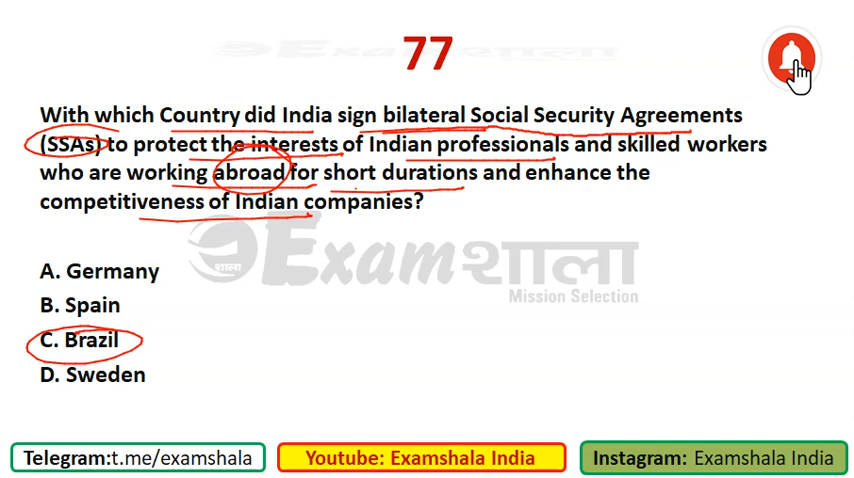 eExamशाला
77
With which Country did India sign bilateral Social Security Agreements
(SSAs) to protect the interests of Indian professionals and skilled workers
who are working abroad for short durations and enhance the
competitiveness of Indian companies?
शाला
Examशाला
Mission Selection
A. Germany
B. Spain
C. Brazil
D. Sweden
Telegram:t.me/examshala
Youtube: Examshala India
Instagram: Examshala India